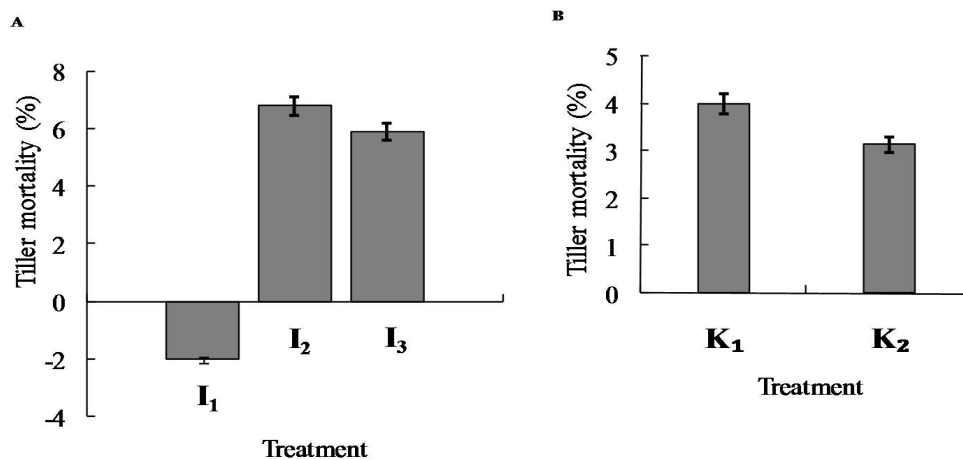 A
Tiller mortality (%)
8
6
4
2
0
-2
-4
I₁
I₂
I₃
Treatment
B
Tiller mortality (%)
5
4
3
2
1
0
K₁
K₂
Treatment